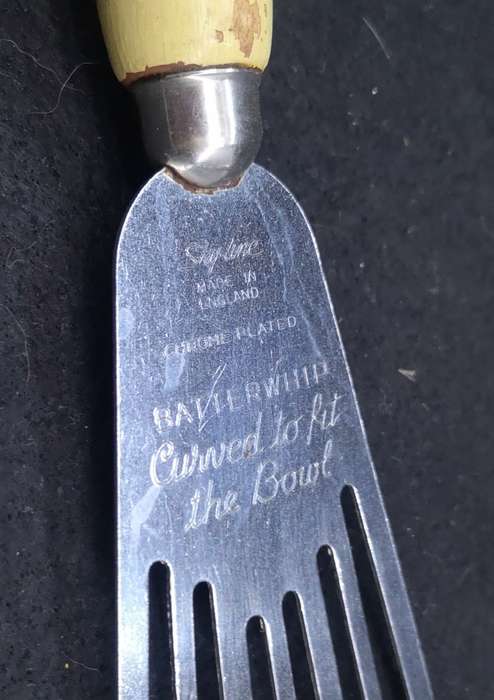 Skyline
MADE IN
ENGLAND
CHROME PLATED
BATTERWHIP
Curved to fit
the Bowl